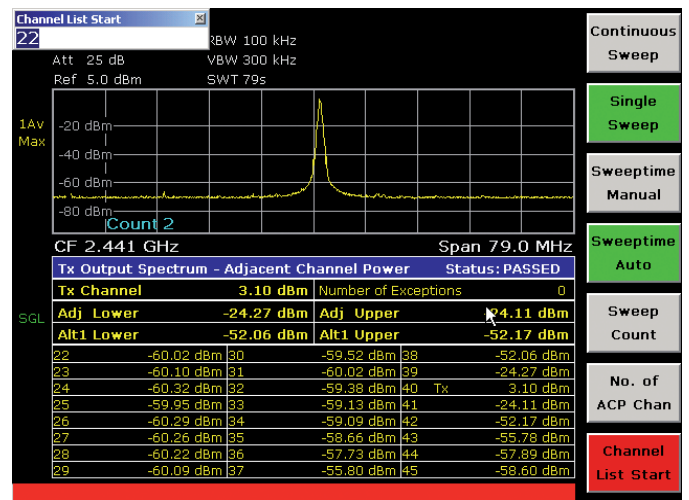 Channel List Start
22
RBW 100 kHz
Att 25 dB
VBW 300 kHz
Ref 5.0 dBm
SWT 79s
1Av
Max
-20 dBm
-40 dBm
-60 dBm
-80 dBm
Count 2
CF 2.441 GHz
Span 79.0 MHz
Tx Output Spectrum - Adjacent Channel Power Status: PASSED
Tx Channel 3.10 dBm Number of Exceptions 0
SGL
Adj Lower -24.27 dBm Adj Upper -24.11 dBm
Alt1 Lower -52.06 dBm Alt1 Upper -52.17 dBm
22 -60.02 dBm 30 -59.52 dBm 38 -52.06 dBm
23 -60.10 dBm 31 -60.02 dBm 39 -24.27 dBm
24 -60.32 dBm 32 -59.38 dBm 40 Tx 3.10 dBm
25 -59.95 dBm 33 -59.13 dBm 41 -24.11 dBm
26 -60.29 dBm 34 -59.09 dBm 42 -52.17 dBm
27 -60.26 dBm 35 -58.66 dBm 43 -55.78 dBm
28 -60.22 dBm 36 -57.73 dBm 44 -57.89 dBm
29 -60.09 dBm 37 -55.80 dBm 45 -58.60 dBm
Continuous
Sweep
Single
Sweep
Sweeptime
Manual
Sweeptime
Auto
Sweep
Count
No. of
ACP Chan
Channel
List Start